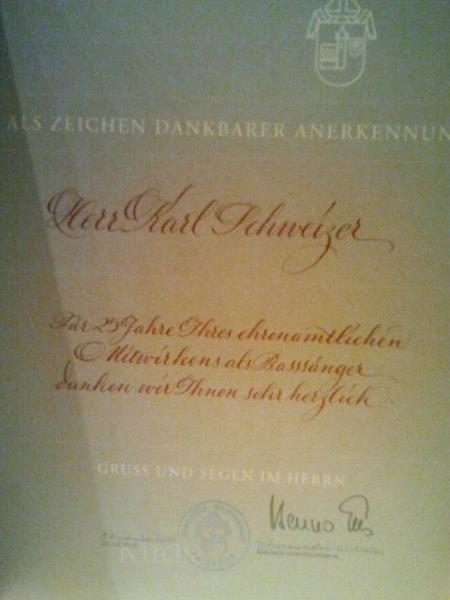 ALS ZEICHEN DANKBARER ANERKENNUN
Herr Karl Schweizer
Für 25 Jahre Ihres ehrenamtlichen
Mitwirkens als Basssänger
danken wir Ihnen sehr herzlich.
GRUSS UND SEGEN IM HERRN